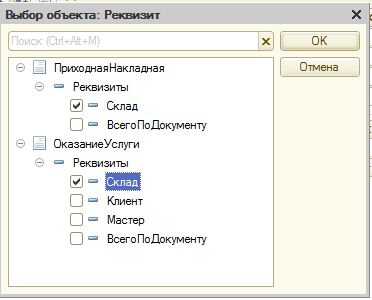 Выбор объекта: Реквизит
Поиск (Ctrl+Alt+M)
OK
Отмена
ПриходнаяНакладная
Реквизиты
Склад
ВсегоПоДокументу
ОказаниеУслуги
Реквизиты
Склад
Клиент
Мастер
ВсегоПоДокументу